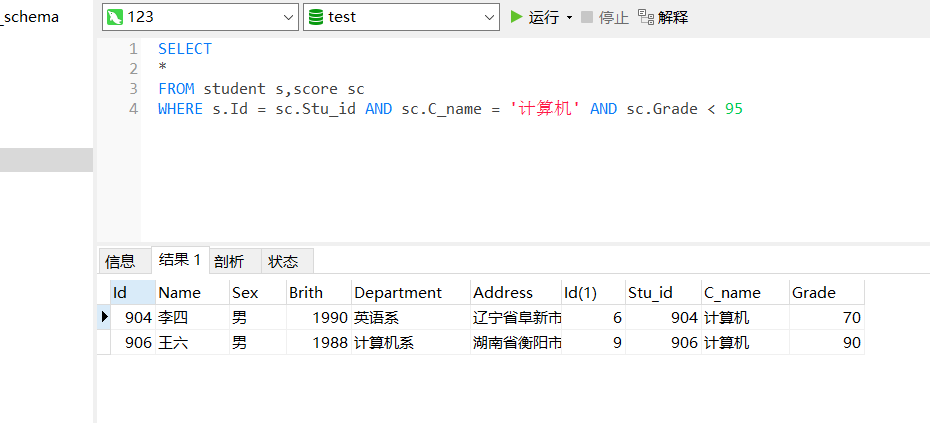 _schema
123 test 运行 停止 解释
1 SELECT
2 *
3 FROM student s,score sc
4 WHERE s.Id = sc.Stu_id AND sc.C_name = '计算机' AND sc.Grade < 95
信息 结果 1 剖析 状态
Id Name Sex Brith Department Address Id(1) Stu_id C_name Grade
904 李四 男 1990 英语系 辽宁省阜新市 6 904 计算机 70
906 王六 男 1988 计算机系 湖南省衡阳市 9 906 计算机 90